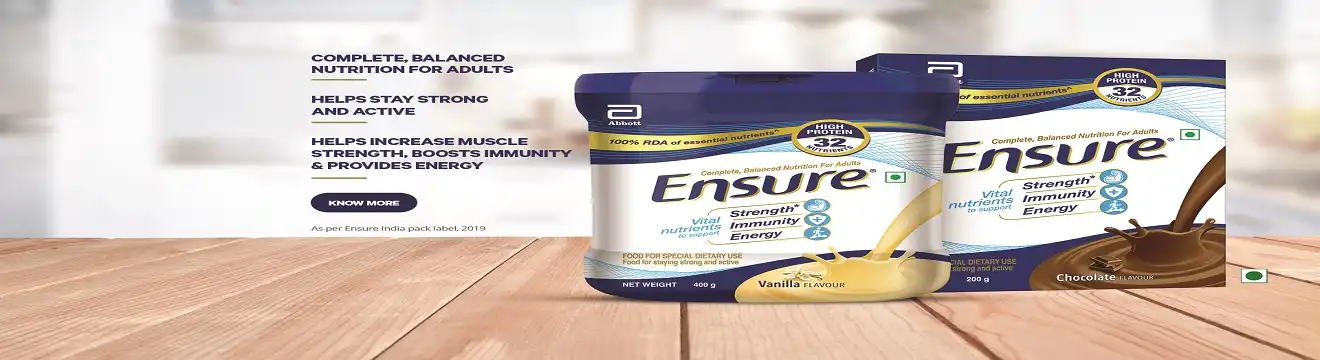 COMPLETE, BALANCED
NUTRITION FOR ADULTS
HELPS STAY STRONG
AND ACTIVE
HELPS INCREASE MUSCLE
STRENGTH, BOOSTS IMMUNITY
& PROVIDES ENERGY
KNOW MORE
As per Ensure India pack label, 2019
Abbott
100% RDA of essential nutrients^
HIGH
PROTEIN
32
NUTRIENTS
Complete, Balanced Nutrition For Adults
Ensure®
Vital
nutrients
to support
Strength*
Immunity
Energy
FOOD FOR SPECIAL DIETARY USE
Food for staying strong and active
NET WEIGHT 400 g
Vanilla FLAVOUR
of essential nutrients^
HIGH
PROTEIN
32
NUTRIENTS
Complete, Balanced Nutrition For Adults
Ensure®
Vital
nutrients
to support
Strength*
Immunity
Energy
CIAL DIETARY USE
strong and active
200 g
Chocolate FLAVOUR